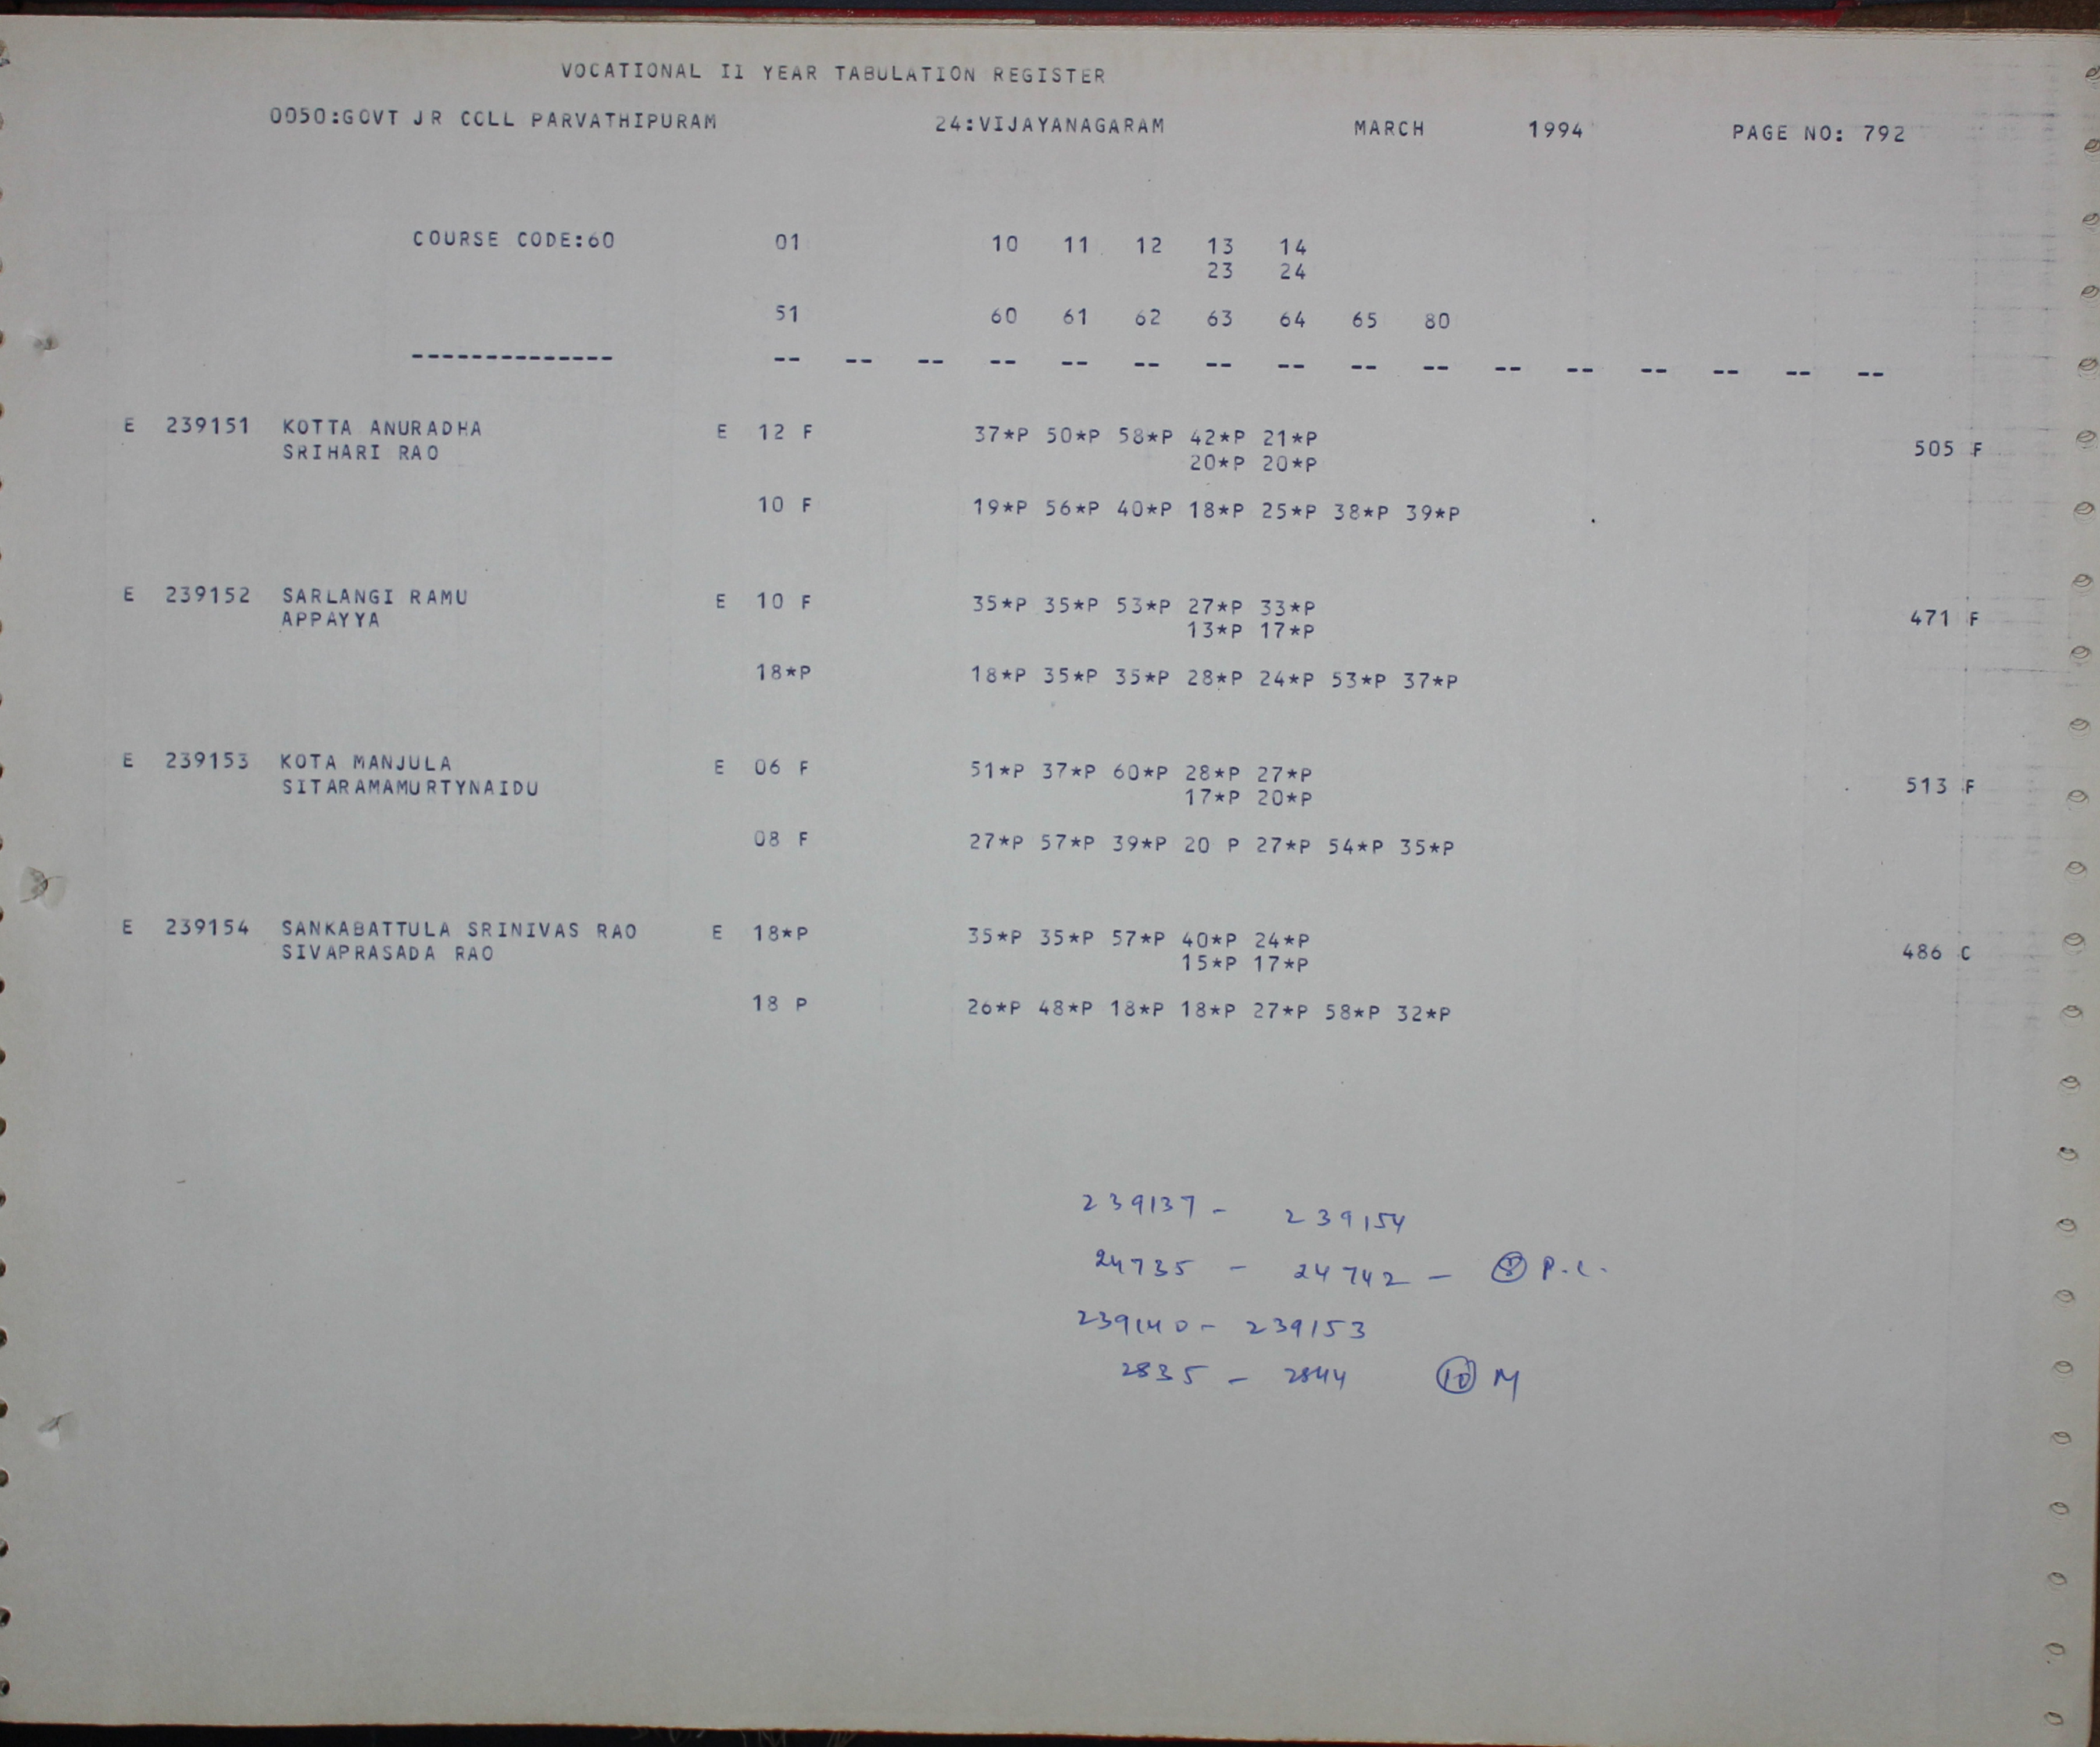 VOCATIONAL II YEAR TABULATION REGISTER
0050:GOVT JR COLL PARVATHIPURAM 24:VIJAYANAGARAM MARCH 1994 PAGE NO: 792
COURSE CODE:60 01 10 11 12 13 14
23 24
51 60 61 62 63 64 65 80
-------------- -- -- -- -- -- -- -- -- -- -- -- -- -- -- -- --
E 239151 KOTTA ANURADHA E 12 F 37*P 50*P 58*P 42*P 21*P
SRIHARI RAO 20*P 20*P 505 F
10 F 19*P 56*P 40*P 18*P 25*P 38*P 39*P
E 239152 SARLANGI RAMU E 10 F 35*P 35*P 53*P 27*P 33*P
APPAYYA 13*P 17*P 471 F
18*P 18*P 35*P 35*P 28*P 24*P 53*P 37*P
E 239153 KOTA MANJULA E 06 F 51*P 37*P 60*P 28*P 27*P
SITARAMAMURTYNAIDU 17*P 20*P 513 F
08 F 27*P 57*P 39*P 20 P 27*P 54*P 35*P
E 239154 SANKABATTULA SRINIVAS RAO E 18*P 35*P 35*P 57*P 40*P 24*P
SIVAPRASADA RAO 15*P 17*P 486 C
18 P 26*P 48*P 18*P 18*P 27*P 58*P 32*P
239137 - 239154
24735 - 24742 - 8 P.C.
239140 - 239153
2835 - 2844 10 M